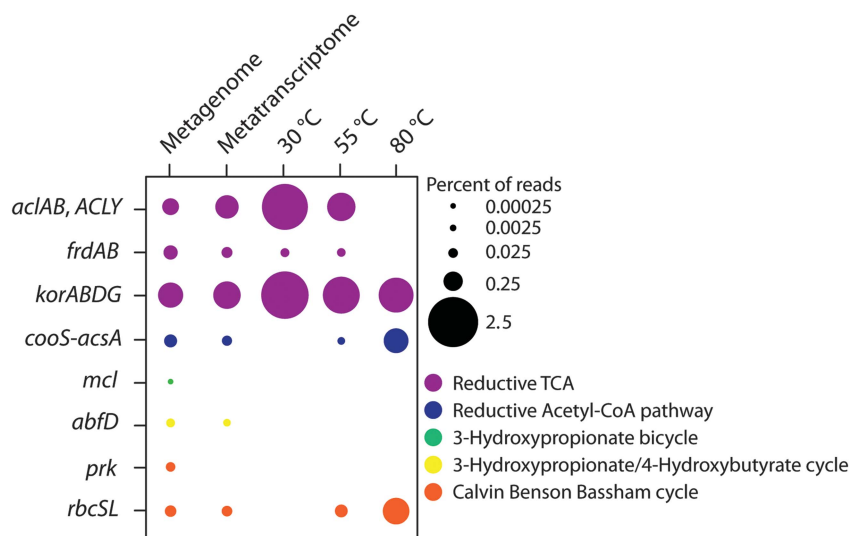 Metagenome
Metatranscriptome
30 °C
55 °C
80 °C
aclAB, ACLY
frdAB
korABDG
cooS-acsA
mcl
abfD
prk
rbcSL
Percent of reads
0.00025
0.0025
0.025
0.25
2.5
Reductive TCA
Reductive Acetyl-CoA pathway
3-Hydroxypropionate bicycle
3-Hydroxypropionate/4-Hydroxybutyrate cycle
Calvin Benson Bassham cycle